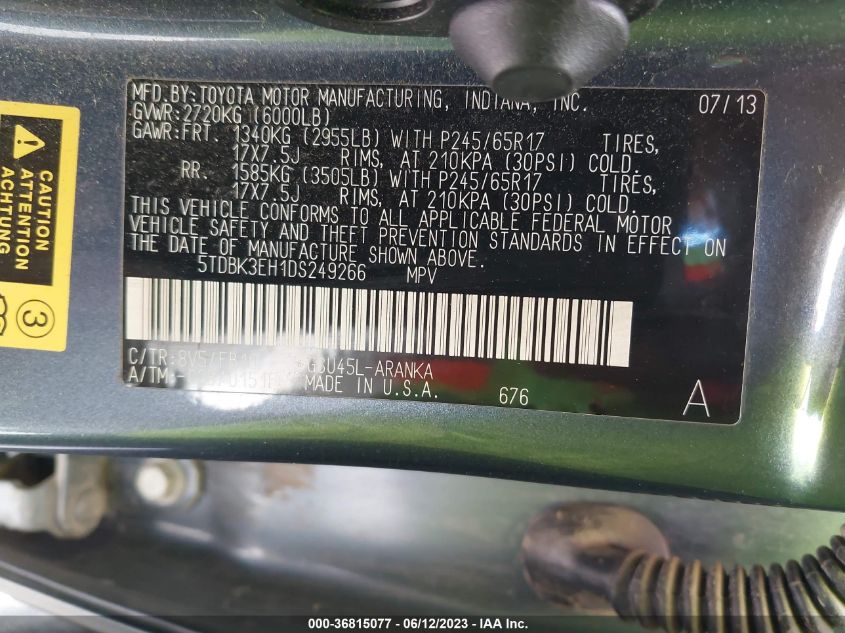 MFD.BY:TOYOTA MOTOR MANUFACTURING, INDIANA, INC. 07/13
GVWR:2720KG (6000LB)
GAWR:FRT. 1340KG (2955LB) WITH P245/65R17 TIRES,
17X7.5J RIMS, AT 210KPA (30PSI) COLD.
RR. 1585KG (3505LB) WITH P245/65R17 TIRES,
17X7.5J RIMS, AT 210KPA (30PSI) COLD.
THIS VEHICLE CONFORMS TO ALL APPLICABLE FEDERAL MOTOR
VEHICLE SAFETY AND THEFT PREVENTION STANDARDS IN EFFECT ON
THE DATE OF MANUFACTURE SHOWN ABOVE.
5TDBK3EH1DS249266 MPV
C/TR:8V5/ -ARANKA
A/TM: MADE IN U.S.A. 676 A
CAUTION
ATTENTION
ACHTUNG
3
000-36815077 - 06/12/2023 - IAA Inc.